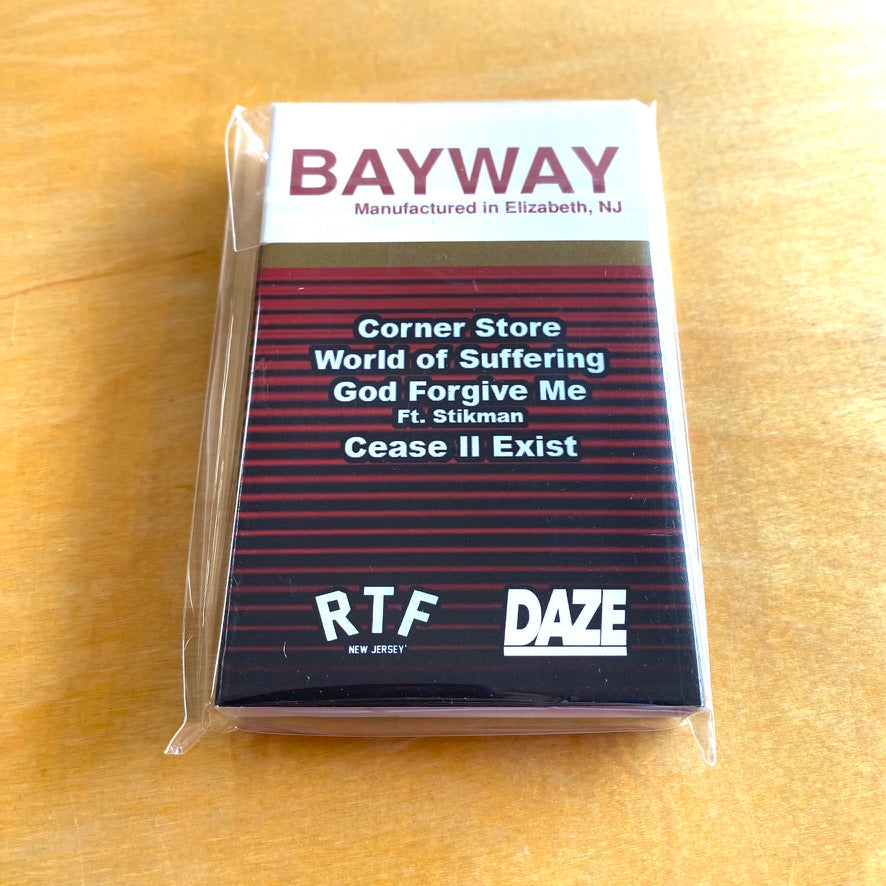 BAYWAY
Manufactured in Elizabeth, NJ
Corner Store
World of Suffering
God Forgive Me
Ft. Stikman
Cease II Exist
RTF
NEW JERSEY'
DAZE